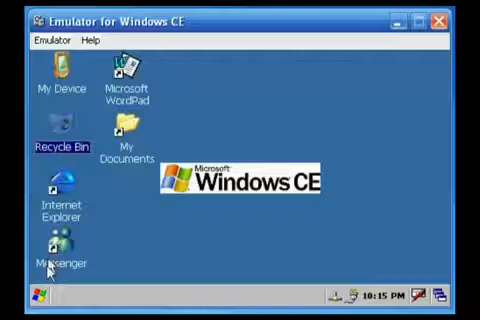 Emulator for Windows CE
Emulator Help
My Device
Microsoft
WordPad
Recycle Bin
My
Documents
Microsoft
Windows CE
Internet
Explorer
Messenger
10:15 PM